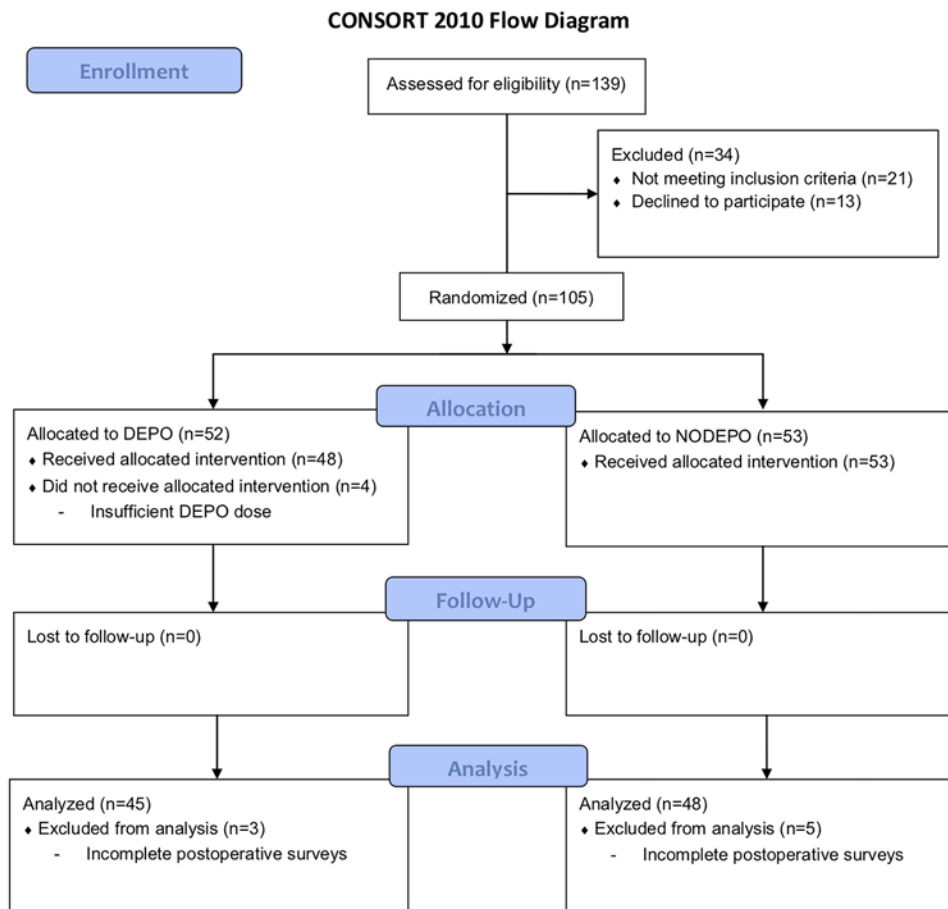 CONSORT 2010 Flow Diagram
Enrollment
Assessed for eligibility (n=139)
Excluded (n=34)
♦ Not meeting inclusion criteria (n=21)
♦ Declined to participate (n=13)
Randomized (n=105)
Allocation
Allocated to DEPO (n=52)
♦ Received allocated intervention (n=48)
♦ Did not receive allocated intervention (n=4)
- Insufficient DEPO dose
Allocated to NODEPO (n=53)
♦ Received allocated intervention (n=53)
Follow-Up
Lost to follow-up (n=0)
Lost to follow-up (n=0)
Analysis
Analyzed (n=45)
♦ Excluded from analysis (n=3)
- Incomplete postoperative surveys
Analyzed (n=48)
♦ Excluded from analysis (n=5)
- Incomplete postoperative surveys